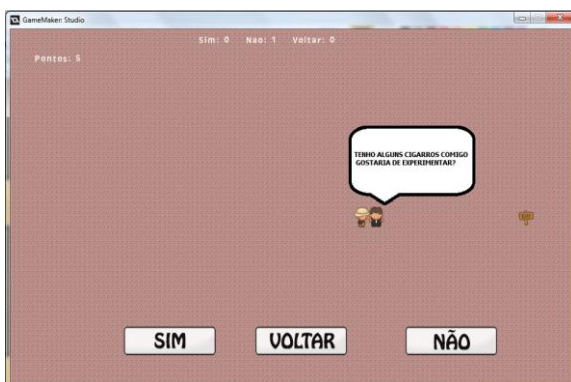 GameMaker: Studio
Sim: 0 Nao: 1 Voltar: 0
Pontos: 5
TENHO ALGUNS CIGARROS COMIGO
GOSTARIA DE EXPERIMENTAR?
SIM
VOLTAR
NÃO